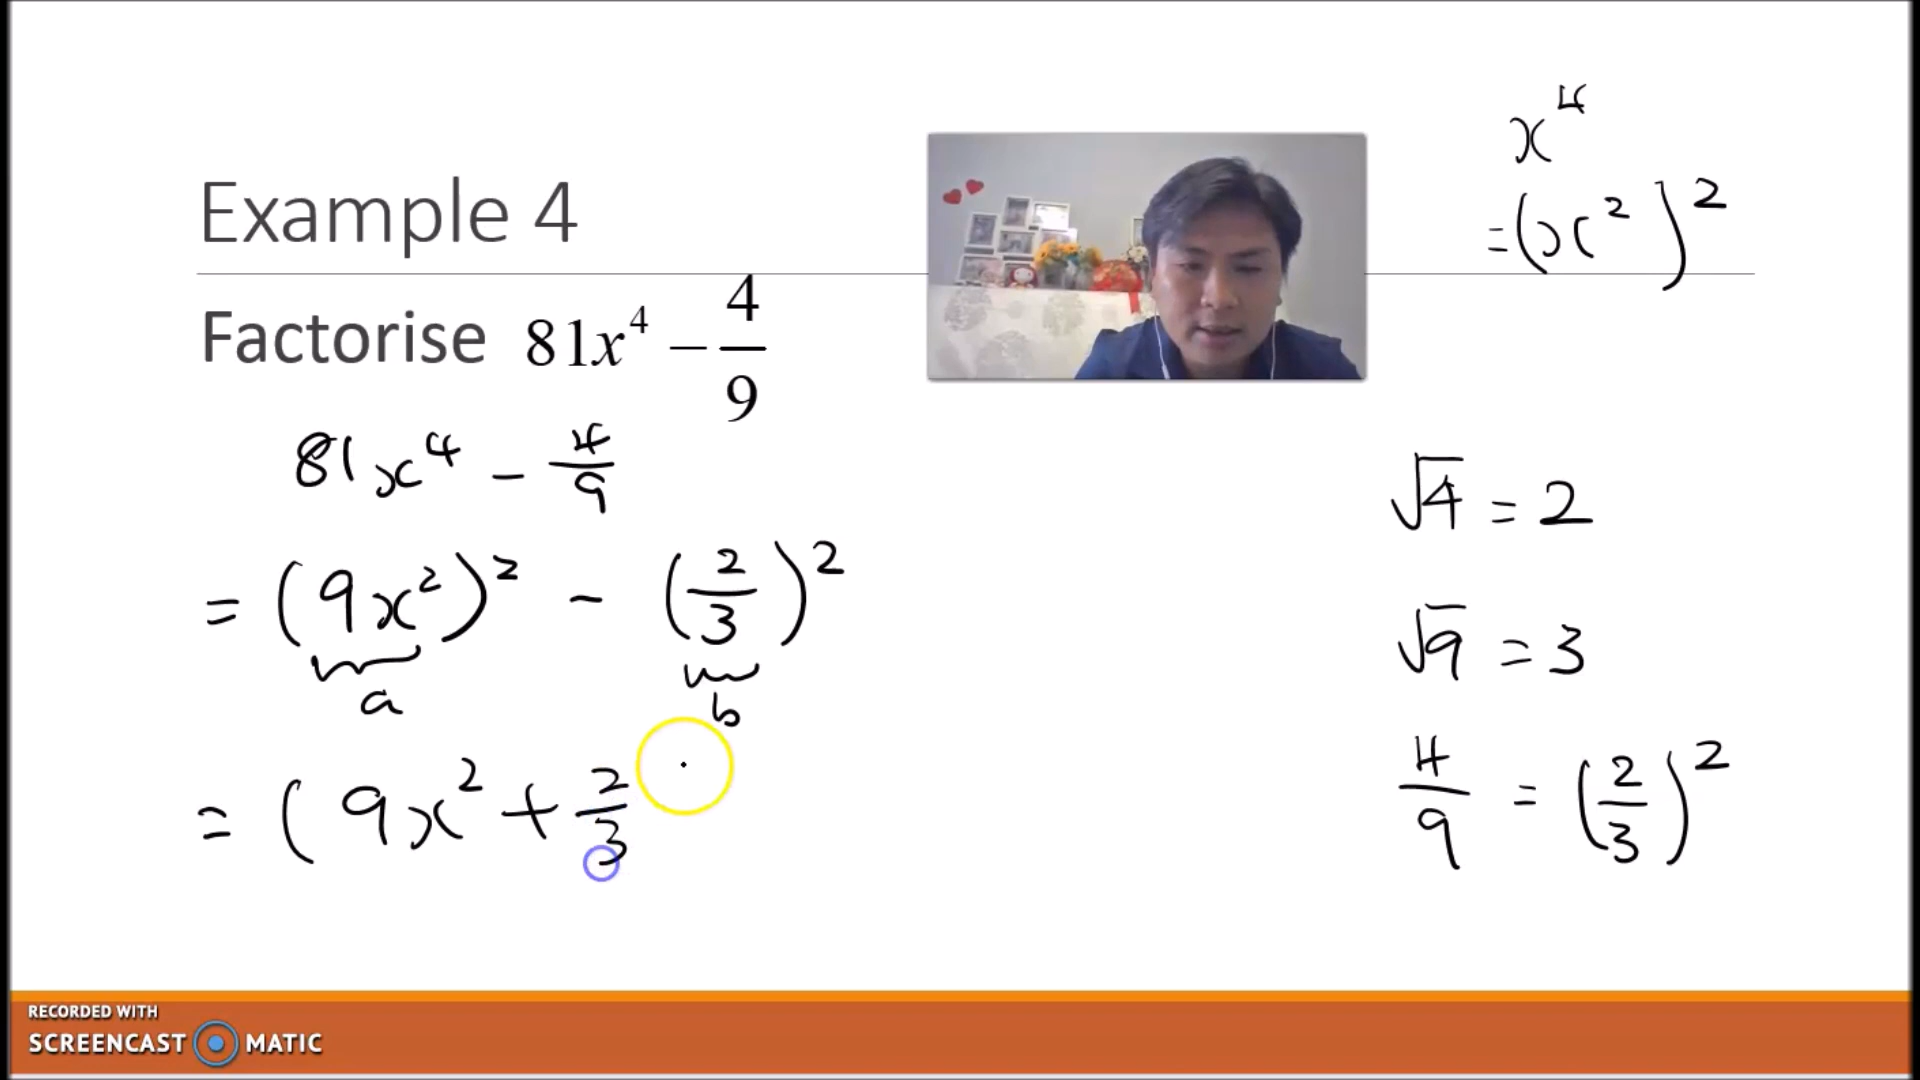 Example 4
Factorise 81x⁴ − 4/9
81x⁴ − 4/9
= (9x²)² − (2/3)²
a b
= (9x² + 2/3
x⁴
= (x²)²
√4 = 2
√9 = 3
4/9 = (2/3)²
RECORDED WITH
SCREENCAST MATIC